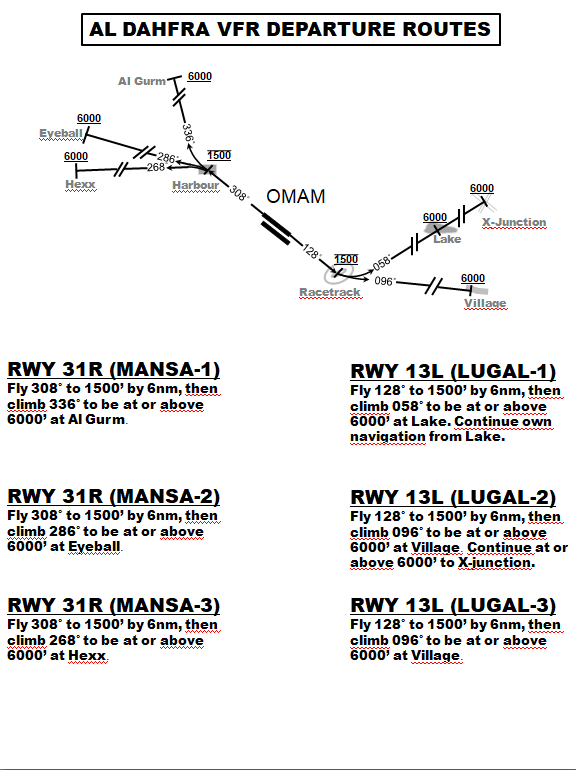 AL DAHFRA VFR DEPARTURE ROUTES
Al Gurm
6000
336˚
6000
Eyeball
286˚
6000
268˚
1500
Hexx
Harbour
308˚
OMAM
128˚
1500
Racetrack
058˚
096˚
6000
Lake
6000
X-Junction
6000
Village
RWY 31R (MANSA-1)
Fly 308˚ to 1500’ by 6nm, then
climb 336˚ to be at or above
6000’ at Al Gurm.
RWY 31R (MANSA-2)
Fly 308˚ to 1500’ by 6nm, then
climb 286˚ to be at or above
6000’ at Eyeball.
RWY 31R (MANSA-3)
Fly 308˚ to 1500’ by 6nm, then
climb 268˚ to be at or above
6000’ at Hexx.
RWY 13L (LUGAL-1)
Fly 128˚ to 1500’ by 6nm, then
climb 058˚ to be at or above
6000’ at Lake. Continue own
navigation from Lake.
RWY 13L (LUGAL-2)
Fly 128˚ to 1500’ by 6nm, then
climb 096˚ to be at or above
6000’ at Village. Continue at or
above 6000’ to X-junction.
RWY 13L (LUGAL-3)
Fly 128˚ to 1500’ by 6nm, then
climb 096˚ to be at or above
6000’ at Village.